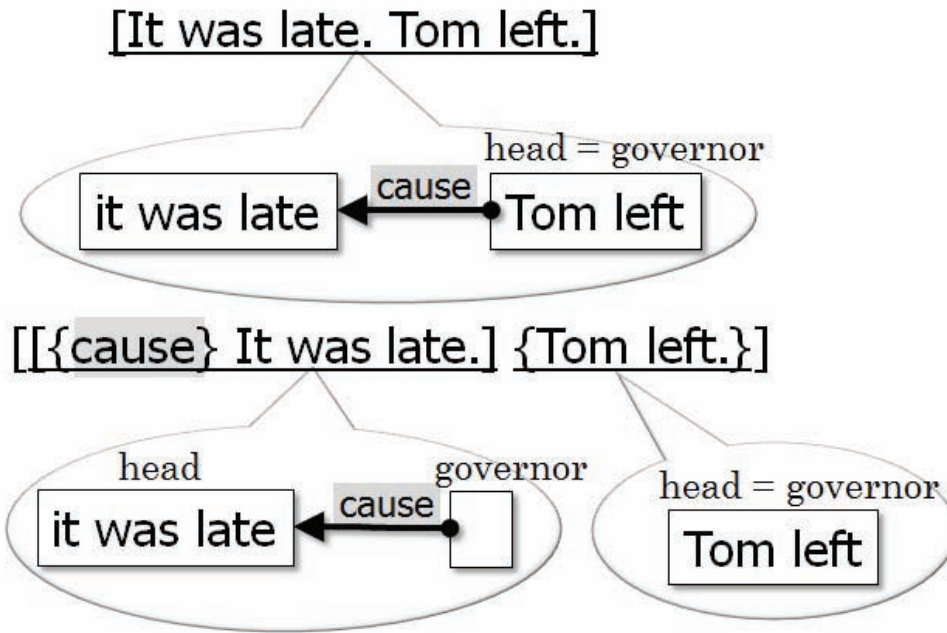 [It was late. Tom left.]
head = governor
cause
it was late
Tom left
[[{cause} It was late.] {Tom left.}]
head
governor
cause
it was late
head = governor
Tom left